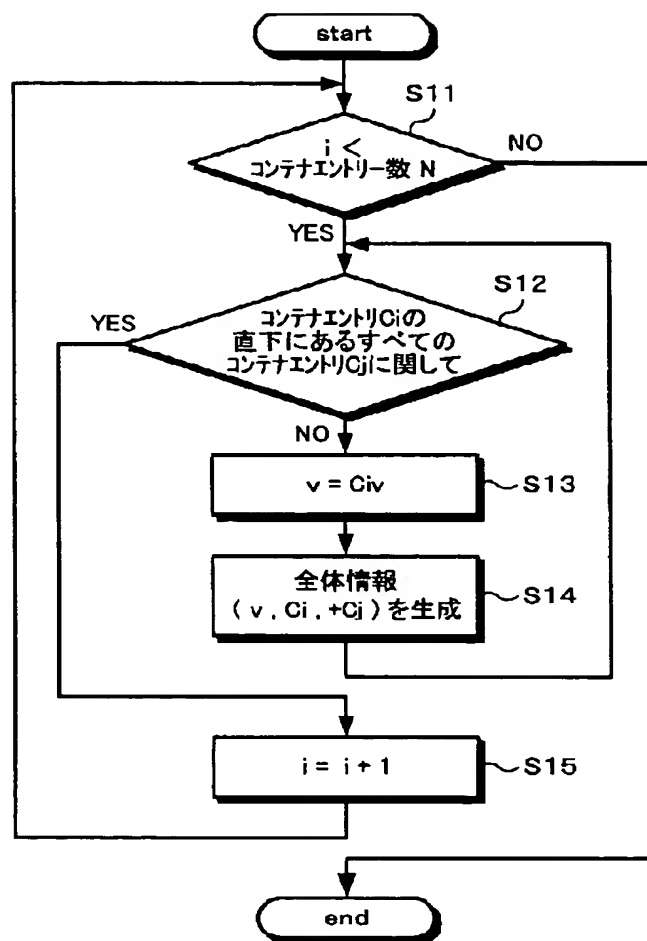 start
S11
i <
コンテナエントリー数 N
NO
YES
S12
YES
コンテナエントリCiの
直下にあるすべての
コンテナエントリCjに関して
NO
v = Civ
S13
全体情報
( v , Ci , +Cj ) を生成
S14
i = i + 1
S15
end